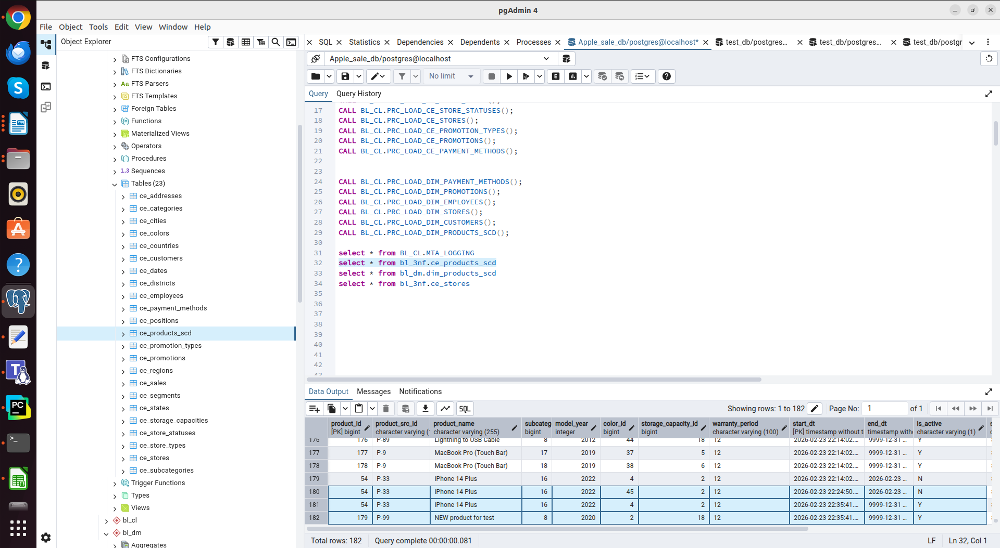 pgAdmin 4
File Object Tools Edit View Window Help
Object Explorer
SQL Statistics Dependencies Dependents Processes Apple_sale_db/postgres@localhost* test_db/postgres... test_db/postgres... test_db/postgr
Apple_sale_db/postgres@localhost
No limit
Query Query History
FTS Configurations
FTS Dictionaries
Aa FTS Parsers
FTS Templates
Foreign Tables
Functions
Materialized Views
Operators
Procedures
1..3 Sequences
Tables (23)
ce_addresses
ce_categories
ce_cities
ce_colors
ce_countries
ce_customers
ce_dates
ce_districts
ce_employees
ce_payment_methods
ce_positions
ce_products_scd
ce_promotion_types
ce_promotions
ce_regions
ce_sales
ce_segments
ce_states
ce_storage_capacities
ce_store_statuses
ce_store_types
ce_stores
ce_subcategories
Trigger Functions
Types
Views
bl_cl
bl_dm
Aggregates
17 CALL BL_CL.PRC_LOAD_CE_STORE_STATUSES();
18 CALL BL_CL.PRC_LOAD_CE_STORES();
19 CALL BL_CL.PRC_LOAD_CE_PROMOTION_TYPES();
20 CALL BL_CL.PRC_LOAD_CE_PROMOTIONS();
21 CALL BL_CL.PRC_LOAD_CE_PAYMENT_METHODS();
22
23
24 CALL BL_CL.PRC_LOAD_DIM_PAYMENT_METHODS();
25 CALL BL_CL.PRC_LOAD_DIM_PROMOTIONS();
26 CALL BL_CL.PRC_LOAD_DIM_EMPLOYEES();
27 CALL BL_CL.PRC_LOAD_DIM_STORES();
28 CALL BL_CL.PRC_LOAD_DIM_CUSTOMERS();
29 CALL BL_CL.PRC_LOAD_DIM_PRODUCTS_SCD();
30
31 select * from BL_CL.MTA_LOGGING
32 select * from bl_3nf.ce_products_scd
33 select * from bl_dm.dim_products_scd
34 select * from bl_3nf.ce_stores
35
36
37
38
39
40
41
42
43
Data Output Messages Notifications
SQL Showing rows: 1 to 182 Page No: 1 of 1
product_id product_src_id product_name subcateg model_year color_id storage_capacity_id warranty_period start_dt end_dt is_active
[PK] bigint character varying ( character varying (255) bigint integer bigint bigint character varying (100) [PK] timestamp without ti timestamp with character varying (1)
176 176 P-89 Lightning to USB Cable 8 2012 44 18 12 2026-02-23 22:14:02.... 9999-12-31 ... Y
177 177 P-9 MacBook Pro (Touch Bar) 17 2019 37 5 12 2026-02-23 22:14:02.... 9999-12-31 ... Y
178 178 P-9 MacBook Pro (Touch Bar) 18 2019 38 6 12 2026-02-23 22:14:02.... 9999-12-31 ... Y
179 54 P-33 iPhone 14 Plus 16 2022 4 2 12 2026-02-23 22:14:02.... 2026-02-23 ... N
180 54 P-33 iPhone 14 Plus 16 2022 45 2 12 2026-02-23 22:24:50.... 2026-02-23 ... N
181 54 P-33 iPhone 14 Plus 16 2022 4 2 12 2026-02-23 22:35:41.... 9999-12-31 ... Y
182 179 P-99 NEW product for test 8 2020 2 18 12 2026-02-23 22:35:41.... 9999-12-31 ... Y
Total rows: 182 Query complete 00:00:00.081 LF Ln 32, Col 1